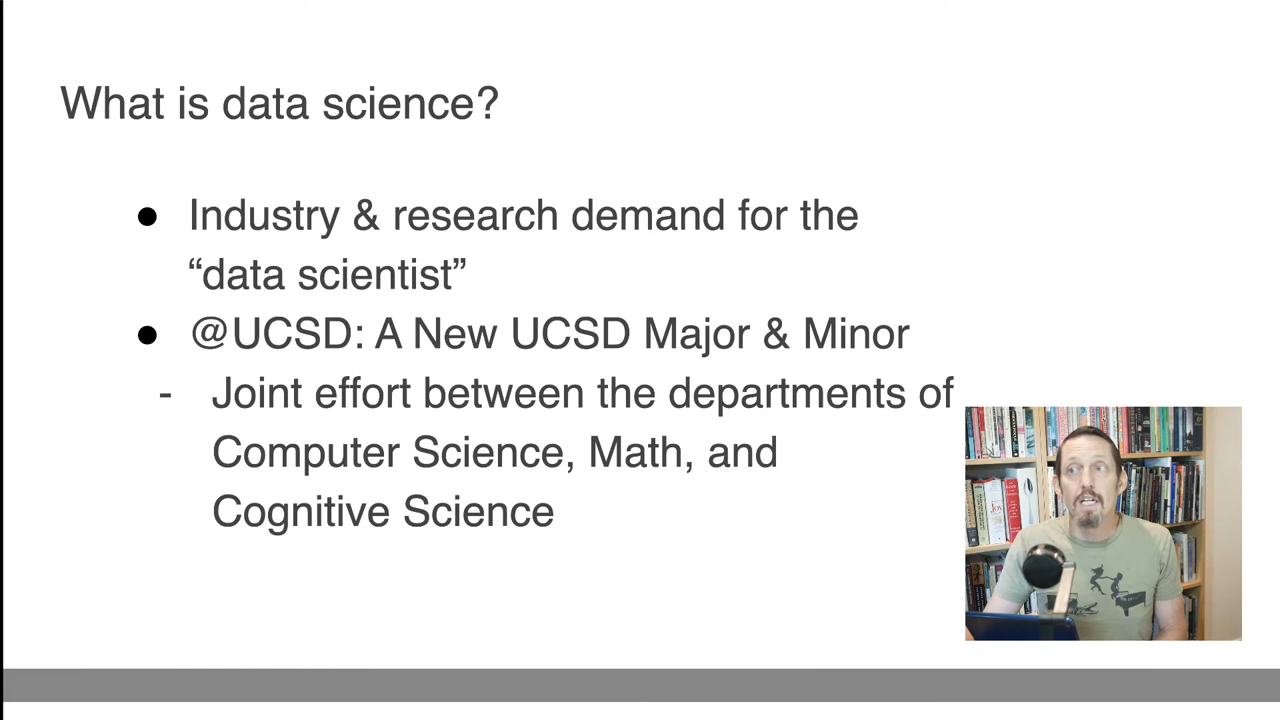 What is data science?
● Industry & research demand for the
“data scientist”
● @UCSD: A New UCSD Major & Minor
- Joint effort between the departments of
Computer Science, Math, and
Cognitive Science
Joy